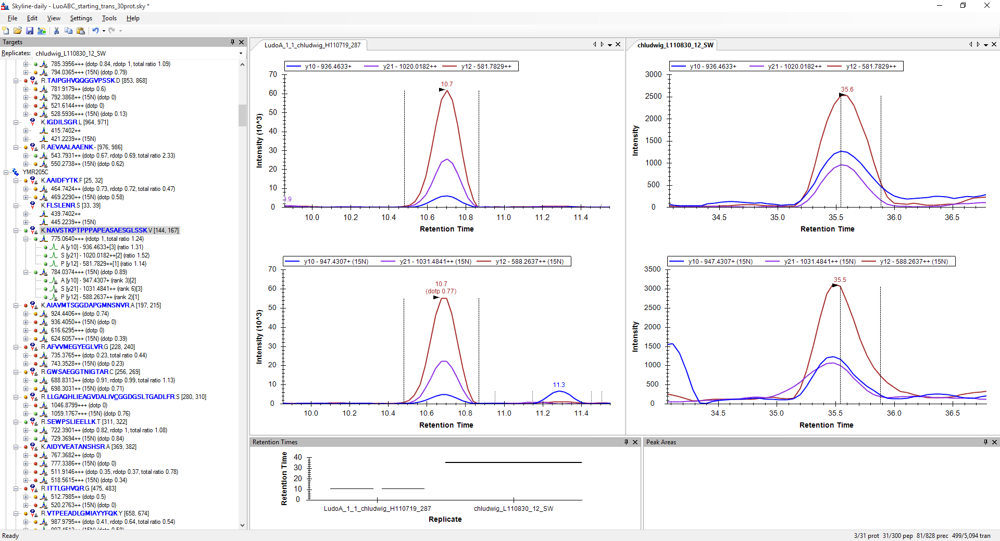 Skyline-daily - LuoABC_starting_trans_30prot.sky *
File Edit View Settings Tools Help
Targets
Replicates: chludwig_L110830_12_SW
785.3956+++ (dotp 0.84, rdotp 1, total ratio 1.09)
794.0365+++ (15N) (dotp 0.79)
R.TAIPGHVQQGGVPSSK.D [853, 868]
781.9179++ (dotp 0.6)
792.3868++ (15N) (dotp 0)
521.6144+++ (dotp 0)
528.5936+++ (15N) (dotp 0.13)
K.IGDILSGR.L [964, 971]
415.7402++
421.2239++ (15N)
R.AEVAALAAENK.- [976, 986]
543.7931++ (dotp 0.67, rdotp 0.69, total ratio 2.33)
550.2738++ (15N) (dotp 0.62)
YMR205C
K.AAIDFYTK.F [25, 32]
464.7424++ (dotp 0.73, rdotp 0.72, total ratio 0.47)
469.2290++ (15N) (dotp 0.58)
K.FLSLENR.S [33, 39]
439.7402++
445.2239++ (15N)
K.NAVSTKPTPPPAPEASAESGLSSK.V [144, 167]
775.0640+++ (rdotp 1, total ratio 1.24)
A [y10] - 936.4633+[3] (ratio 1.31)
S [y21] - 1020.0182++[2] (ratio 1.52)
P [y12] - 581.7829++[1] (ratio 1.14)
784.0374+++ (15N) (dotp 0.89)
A [y10] - 947.4307+ (rank 3)[2]
S [y21] - 1031.4841++ (rank 6)[3]
P [y12] - 588.2637++ (rank 2)[1]
K.AIAVMTSGGDAPGMNSNVR.A [197, 215]
924.4406++ (dotp 0.74)
936.4050++ (15N) (dotp 0)
616.6295+++ (dotp 0)
624.6057+++ (15N) (dotp 0.39)
R.AFVVMEGYEGLVR.G [228, 240]
735.3765++ (dotp 0.23, total ratio 0.44)
743.3528++ (15N) (dotp 0.23)
R.GWSAEGGTNIGTAR.C [256, 269]
688.8313++ (dotp 0.91, rdotp 0.99, total ratio 1.13)
698.3031++ (15N) (dotp 0.71)
R.LLGAQHLIEAGVDALIVCGGDGSLTGADLFR.S [280, 310]
1046.8799+++ (dotp 0)
1059.1767+++ (15N) (dotp 0.76)
R.SEWPSLIEELLK.T [311, 322]
722.3901++ (dotp 0.82, rdotp 1, total ratio 1.08)
729.3694++ (15N) (dotp 0.84)
K.AIDYVEATANSHSR.A [369, 382]
767.3682++ (dotp 0)
777.3386++ (15N) (dotp 0)
511.9146+++ (dotp 0.35, rdotp 0.37, total ratio 0.78)
518.5615+++ (15N) (dotp 0.34)
R.ITTLGHVQR.G [475, 483]
512.7985++ (dotp 0.5)
520.2763++ (15N) (dotp 0)
R.VTPEEADLGMIAYYFQK.Y [658, 674]
987.9795++ (dotp 0.41, rdotp 0.64, total ratio 0.54)
997.4512++ (15N) (dotp 0.58)
LudoA_1_1_chludwig_H110719_287
y10 - 936.4633+ y21 - 1020.0182++ y12 - 581.7829++
70
60
50
40
30
20
10
0
Intensity (10^3)
10.7
9.9
10.0 10.2 10.4 10.6 10.8 11.0 11.2 11.4
Retention Time
y10 - 947.4307+ (15N) y21 - 1031.4841++ (15N) y12 - 588.2637++ (15N)
70
60
50
40
30
20
10
0
Intensity (10^3)
10.7
(dotp 0.77)
11.3
10.0 10.2 10.4 10.6 10.8 11.0 11.2 11.4
Retention Time
chludwig_L110830_12_SW
y10 - 936.4633+ y21 - 1020.0182++ y12 - 581.7829++
3000
2500
2000
1500
1000
500
0
Intensity
35.6
34.5 35.0 35.5 36.0 36.5
Retention Time
y10 - 947.4307+ (15N) y21 - 1031.4841++ (15N) y12 - 588.2637++ (15N)
3500
3000
2500
2000
1500
1000
500
0
Intensity
35.5
34.5 35.0 35.5 36.0 36.5
Retention Time
Retention Times
40
30
20
10
0
Retention Time
LudoA_1_1_chludwig_H110719_287 chludwig_L110830_12_SW
Replicate
Peak Areas
Ready
3/31 prot 31/300 pep 81/828 prec 499/5,094 tran